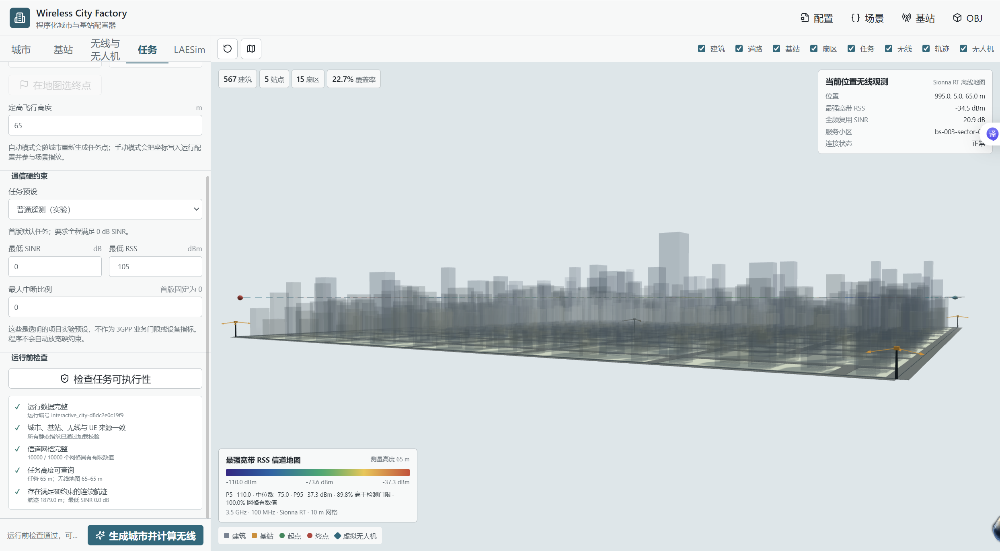 Wireless City Factory
程序化城市与基站配置器
配置
场景
基站
OBJ
城市
基站
无线与
无人机
任务
LAESim
建筑
道路
基站
扇区
任务
无线
轨迹
无人机
在地图选终点
定高飞行高度
m
65
自动模式会随城市重新生成任务点；手动模式会把坐标写入运行配
置并参与场景指纹。
通信硬约束
任务预设
普通遥测（实验）
首版默认任务；要求全程满足 0 dB SINR。
最低 SINR
dB
最低 RSS
dBm
0
-105
最大中断比例
首版固定为 0
0
这些是透明的项目实验预设，不作为 3GPP 业务门限或设备指标。
程序不会自动放宽硬约束。
运行前检查
检查任务可执行性
运行数据完整
运行编号 interactive_city-d8dc2e0c19f9
城市、基站、无线与 UE 来源一致
所有静态指纹已通过加载校验
信道网格完整
10000 / 10000 个网格具有有限数值
任务高度可查询
任务 65 m；无线地图 65–65 m
存在满足硬约束的连续航迹
航迹 1879.0 m；最低 SINR 0.0 dB
运行前检查通过，可...
生成城市并计算无线
567 建筑
5 站点
15 扇区
22.7% 覆盖率
当前位置无线观测
Sionna RT 离线地图
位置
995.0, 5.0, 65.0 m
最强宽带 RSS
-34.5 dBm
全频复用 SINR
20.9 dB
服务小区
bs-003-sector-
连接状态
正常
译
最强宽带 RSS 信道地图
测量高度 65 m
-110.0 dBm
-73.6 dBm
-37.3 dBm
P5 -110.0 · 中位数 -75.0 · P95 -37.3 dBm · 89.8% 高于检测门限 ·
100.0% 网格有数值
3.5 GHz · 100 MHz · Sionna RT · 10 m 网格
建筑
基站
起点
终点
虚拟无人机